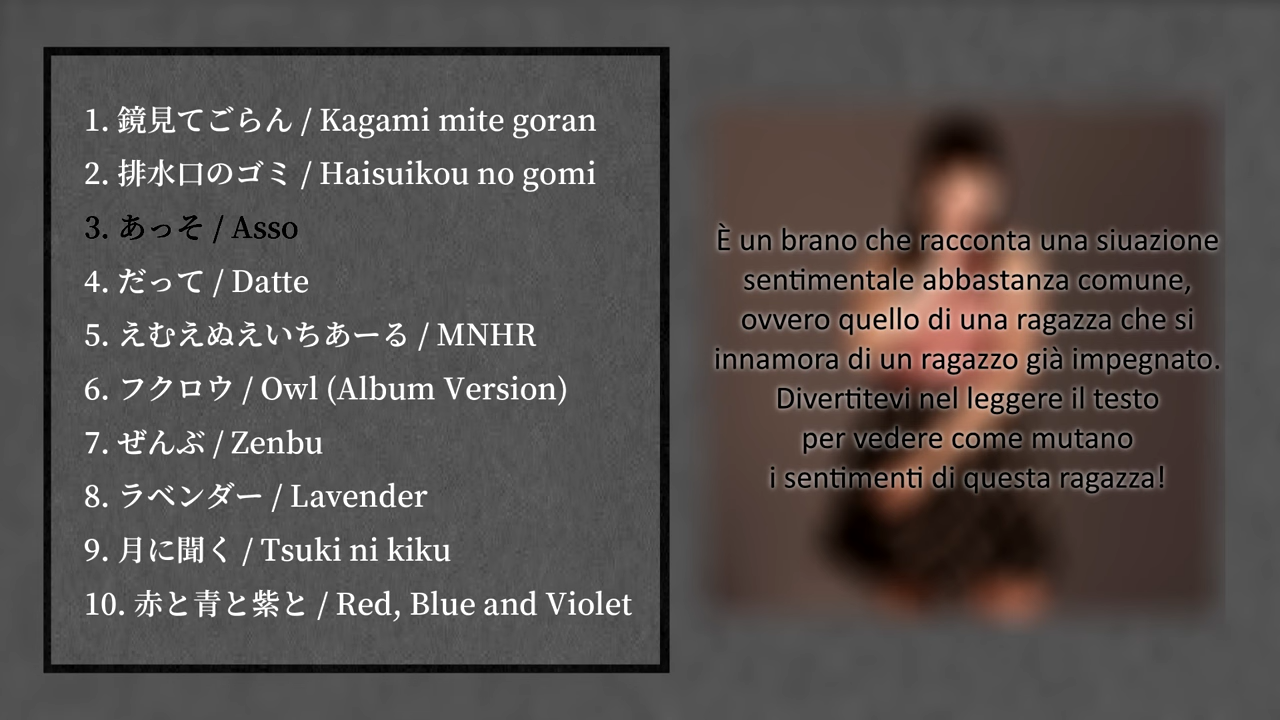 1. 鏡見てごらん / Kagami mite goran
2. 排水口のゴミ / Haisuikou no gomi
3. あっそ / Asso
4. だって / Datte
5. えむえぬえいちあーる / MNHR
6. フクロウ / Owl (Album Version)
7. ぜんぶ / Zenbu
8. ラベンダー / Lavender
9. 月に聞く / Tsuki ni kiku
10. 赤と青と紫と / Red, Blue and Violet
È un brano che racconta una siuazione
sentimentale abbastanza comune,
ovvero quello di una ragazza che si
innamora di un ragazzo già impegnato.
Divertitevi nel leggere il testo
per vedere come mutano
i sentimenti di questa ragazza!